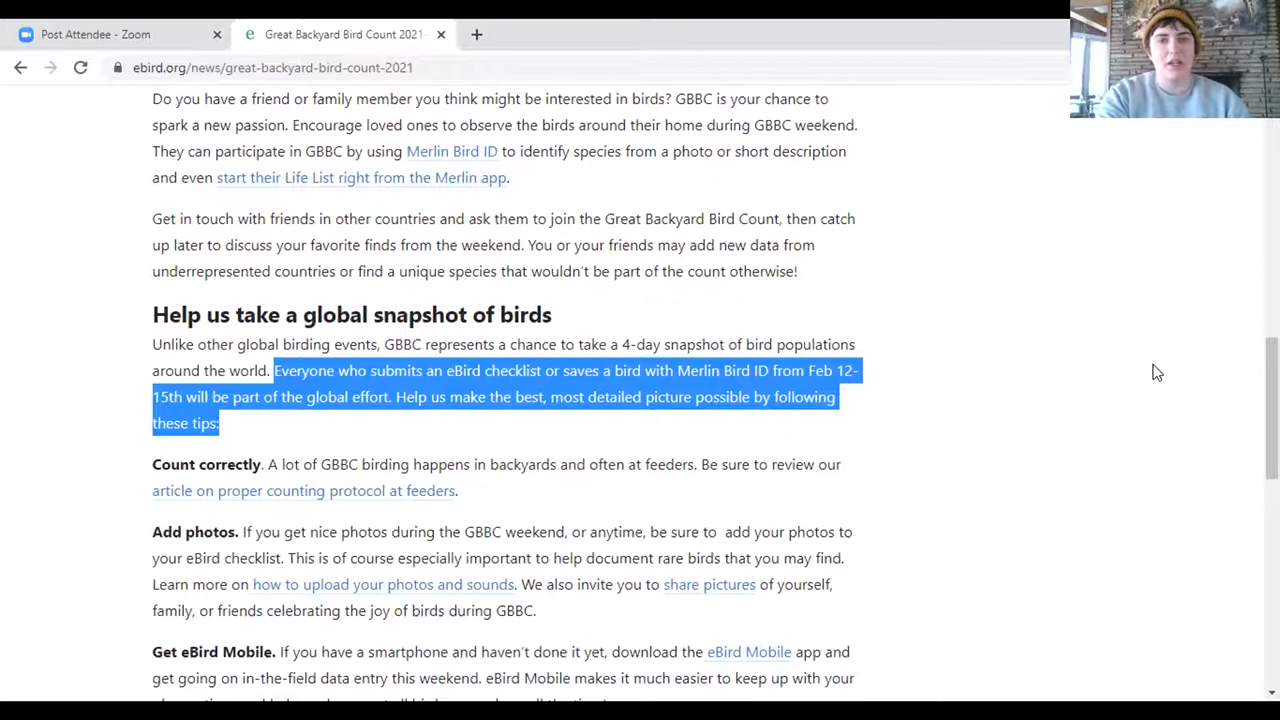 Post Attendee - Zoom
Great Backyard Bird Count 2021-
ebird.org/news/great-backyard-bird-count-2021
Do you have a friend or family member you think might be interested in birds? GBBC is your chance to
spark a new passion. Encourage loved ones to observe the birds around their home during GBBC weekend.
They can participate in GBBC by using Merlin Bird ID to identify species from a photo or short description
and even start their Life List right from the Merlin app.
Get in touch with friends in other countries and ask them to join the Great Backyard Bird Count, then catch
up later to discuss your favorite finds from the weekend. You or your friends may add new data from
underrepresented countries or find a unique species that wouldn't be part of the count otherwise!
Help us take a global snapshot of birds
Unlike other global birding events, GBBC represents a chance to take a 4-day snapshot of bird populations
around the world. Everyone who submits an eBird checklist or saves a bird with Merlin Bird ID from Feb 12-
15th will be part of the global effort. Help us make the best, most detailed picture possible by following
these tips:
Count correctly. A lot of GBBC birding happens in backyards and often at feeders. Be sure to review our
article on proper counting protocol at feeders.
Add photos. If you get nice photos during the GBBC weekend, or anytime, be sure to add your photos to
your eBird checklist. This is of course especially important to help document rare birds that you may find.
Learn more on how to upload your photos and sounds. We also invite you to share pictures of yourself,
family, or friends celebrating the joy of birds during GBBC.
Get eBird Mobile. If you have a smartphone and haven't done it yet, download the eBird Mobile app and
get going on in-the-field data entry this weekend. eBird Mobile makes it much easier to keep up with your